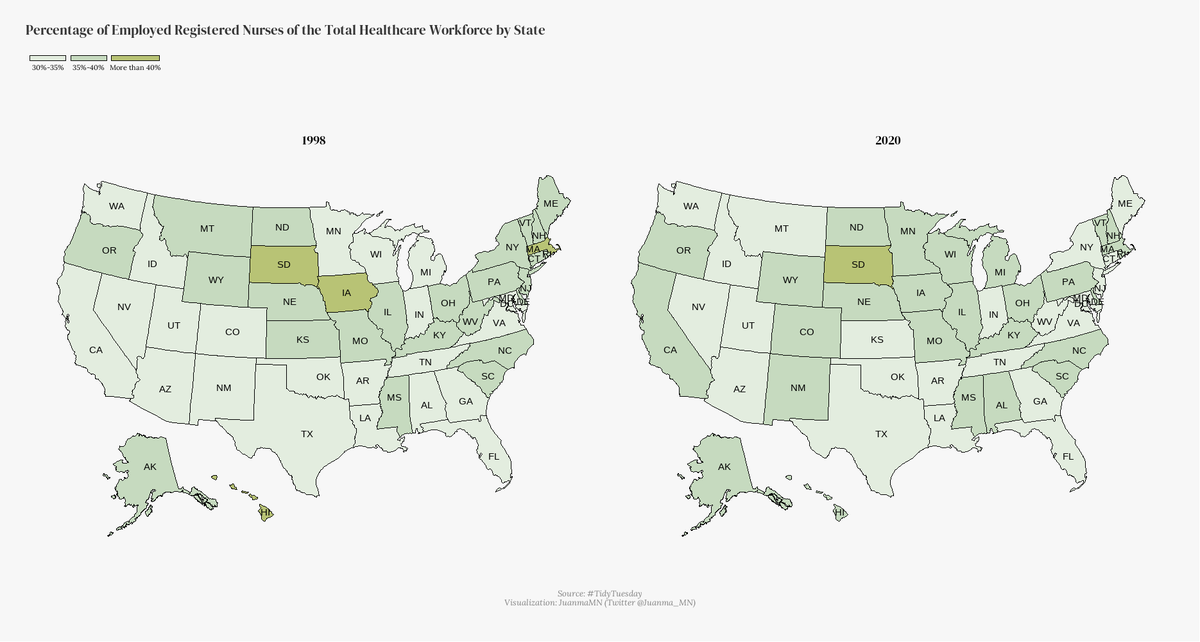 Percentage of Employed Registered Nurses of the Total Healthcare Workforce by State
30%-35% 35%-40% More than 40%
1998
WA
MT
ND
MN
ME
OR
ID
SD
WI
MI
NY
VT
NH
MA
CT
RI
WY
IA
NE
PA
NJ
NV
UT
CO
KS
MO
IL
IN
OH
WV
KY
VA
MD
DE
CA
AZ
NM
OK
AR
TN
NC
SC
MS
AL
GA
LA
TX
FL
AK
HI
2020
WA
MT
ND
MN
ME
OR
ID
SD
WI
MI
NY
VT
NH
MA
CT
RI
WY
IA
NE
PA
NJ
NV
UT
CO
KS
MO
IL
IN
OH
WV
KY
VA
MD
DE
CA
AZ
NM
OK
AR
TN
NC
SC
MS
AL
GA
LA
TX
FL
AK
HI
Source: #TidyTuesday
Visualization: JuanmaMN (Twitter @Juanma_MN)